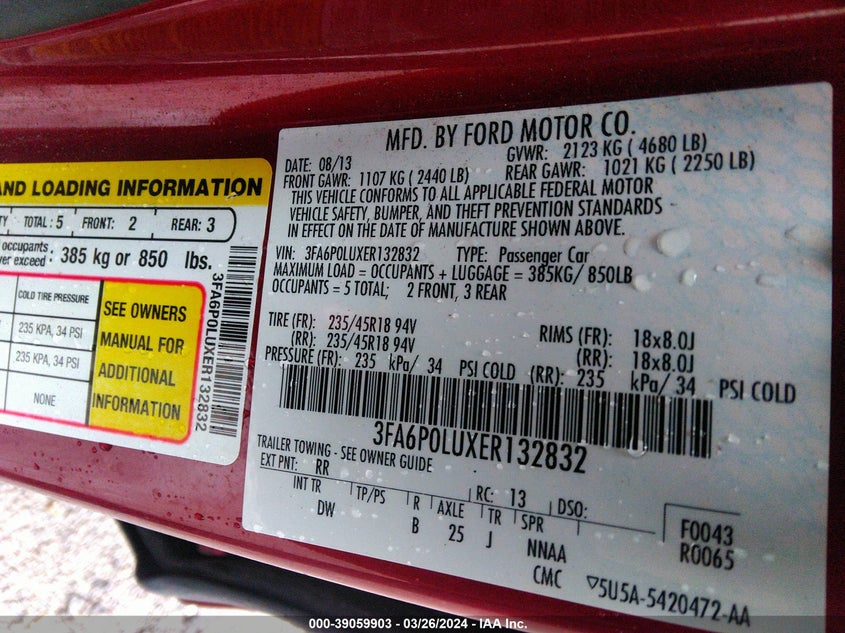 AND LOADING INFORMATION
TOTAL: 5 FRONT: 2 REAR: 3
occupants
exceed: 385 kg or 850 lbs.
COLD TIRE PRESSURE
235 KPA, 34 PSI
235 KPA, 34 PSI
NONE
SEE OWNERS
MANUAL FOR
ADDITIONAL
INFORMATION
3FA6P0LUXER132832
MFD. BY FORD MOTOR CO.
DATE: 08/13 GVWR: 2123 KG ( 4680 LB)
FRONT GAWR: 1107 KG ( 2440 LB) REAR GAWR: 1021 KG ( 2250 LB)
THIS VEHICLE CONFORMS TO ALL APPLICABLE FEDERAL MOTOR
VEHICLE SAFETY, BUMPER, AND THEFT PREVENTION STANDARDS
IN EFFECT ON THE DATE OF MANUFACTURE SHOWN ABOVE.
VIN: 3FA6P0LUXER132832 TYPE: Passenger Car
MAXIMUM LOAD = OCCUPANTS + LUGGAGE = 385KG/ 850LB
OCCUPANTS = 5 TOTAL; 2 FRONT, 3 REAR
TIRE (FR): 235/45R18 94V RIMS (FR): 18x8.0J
(RR): 235/45R18 94V (RR): 18x8.0J
PRESSURE (FR): 235 kPa/ 34 PSI COLD (RR): 235 kPa/ 34 PSI COLD
3FA6P0LUXER132832
TRAILER TOWING - SEE OWNER GUIDE
EXT PNT: RR RC: 13 DSO:
INT TR TP/PS R AXLE TR SPR F0043
DW B 25 J NNAA R0065
CMC
▽5U5A-5420472-AA
000-39059903 - 03/26/2024 - IAA Inc.